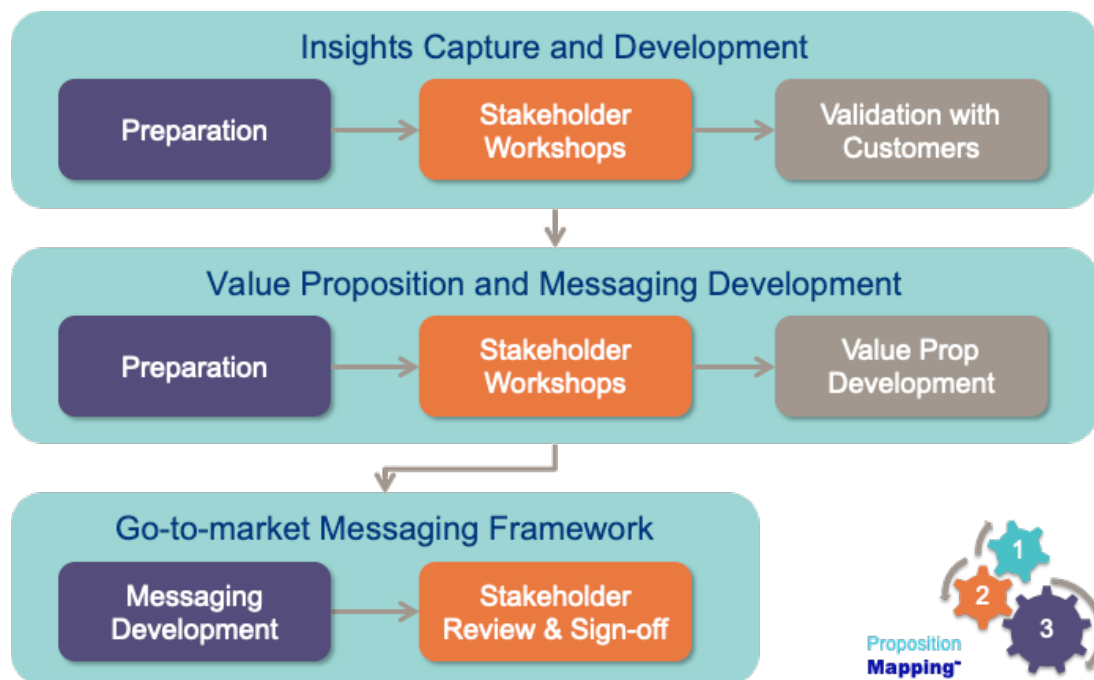 Insights Capture and Development
Preparation
Stakeholder
Workshops
Validation with
Customers
Value Proposition and Messaging Development
Preparation
Stakeholder
Workshops
Value Prop
Development
Go-to-market Messaging Framework
Messaging
Development
Stakeholder
Review & Sign-off
1
2
3
Proposition
Mapping™